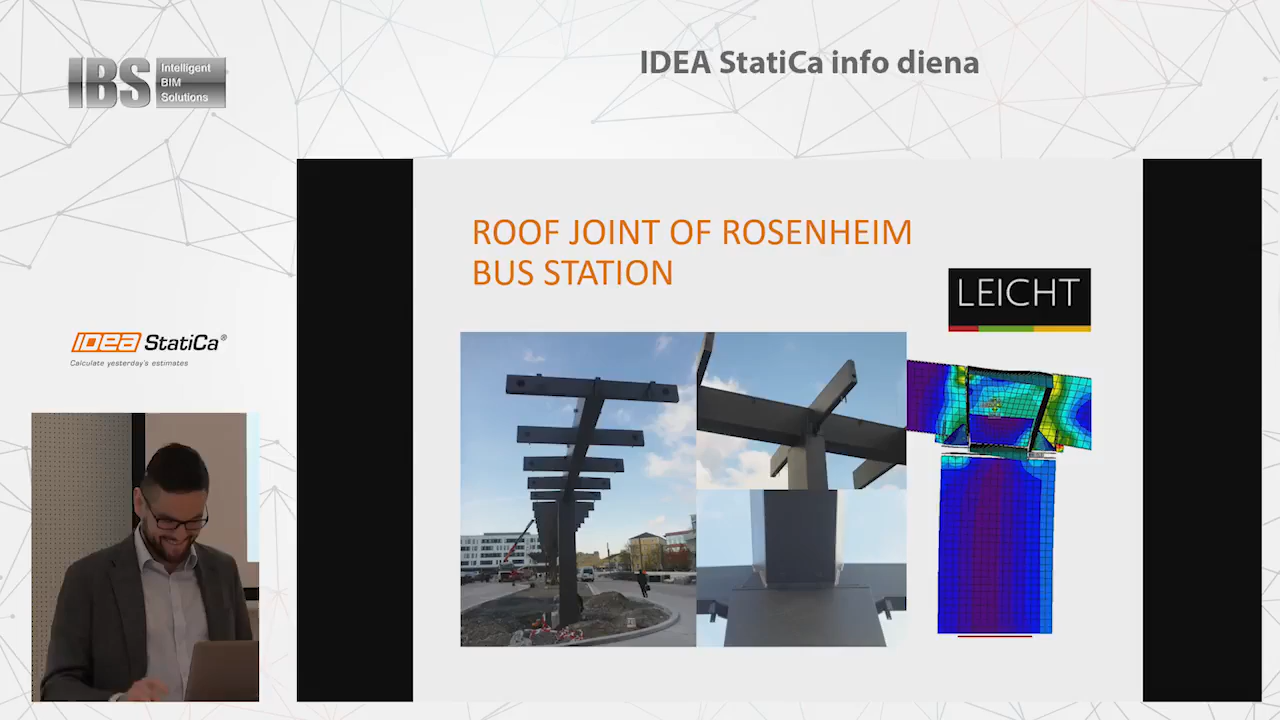 IDEA StatiCa info diena
IBS
Intelligent
BIM
Solutions
ROOF JOINT OF ROSENHEIM
BUS STATION
LEICHT
IDEA StatiCa®
Calculate yesterday's estimates